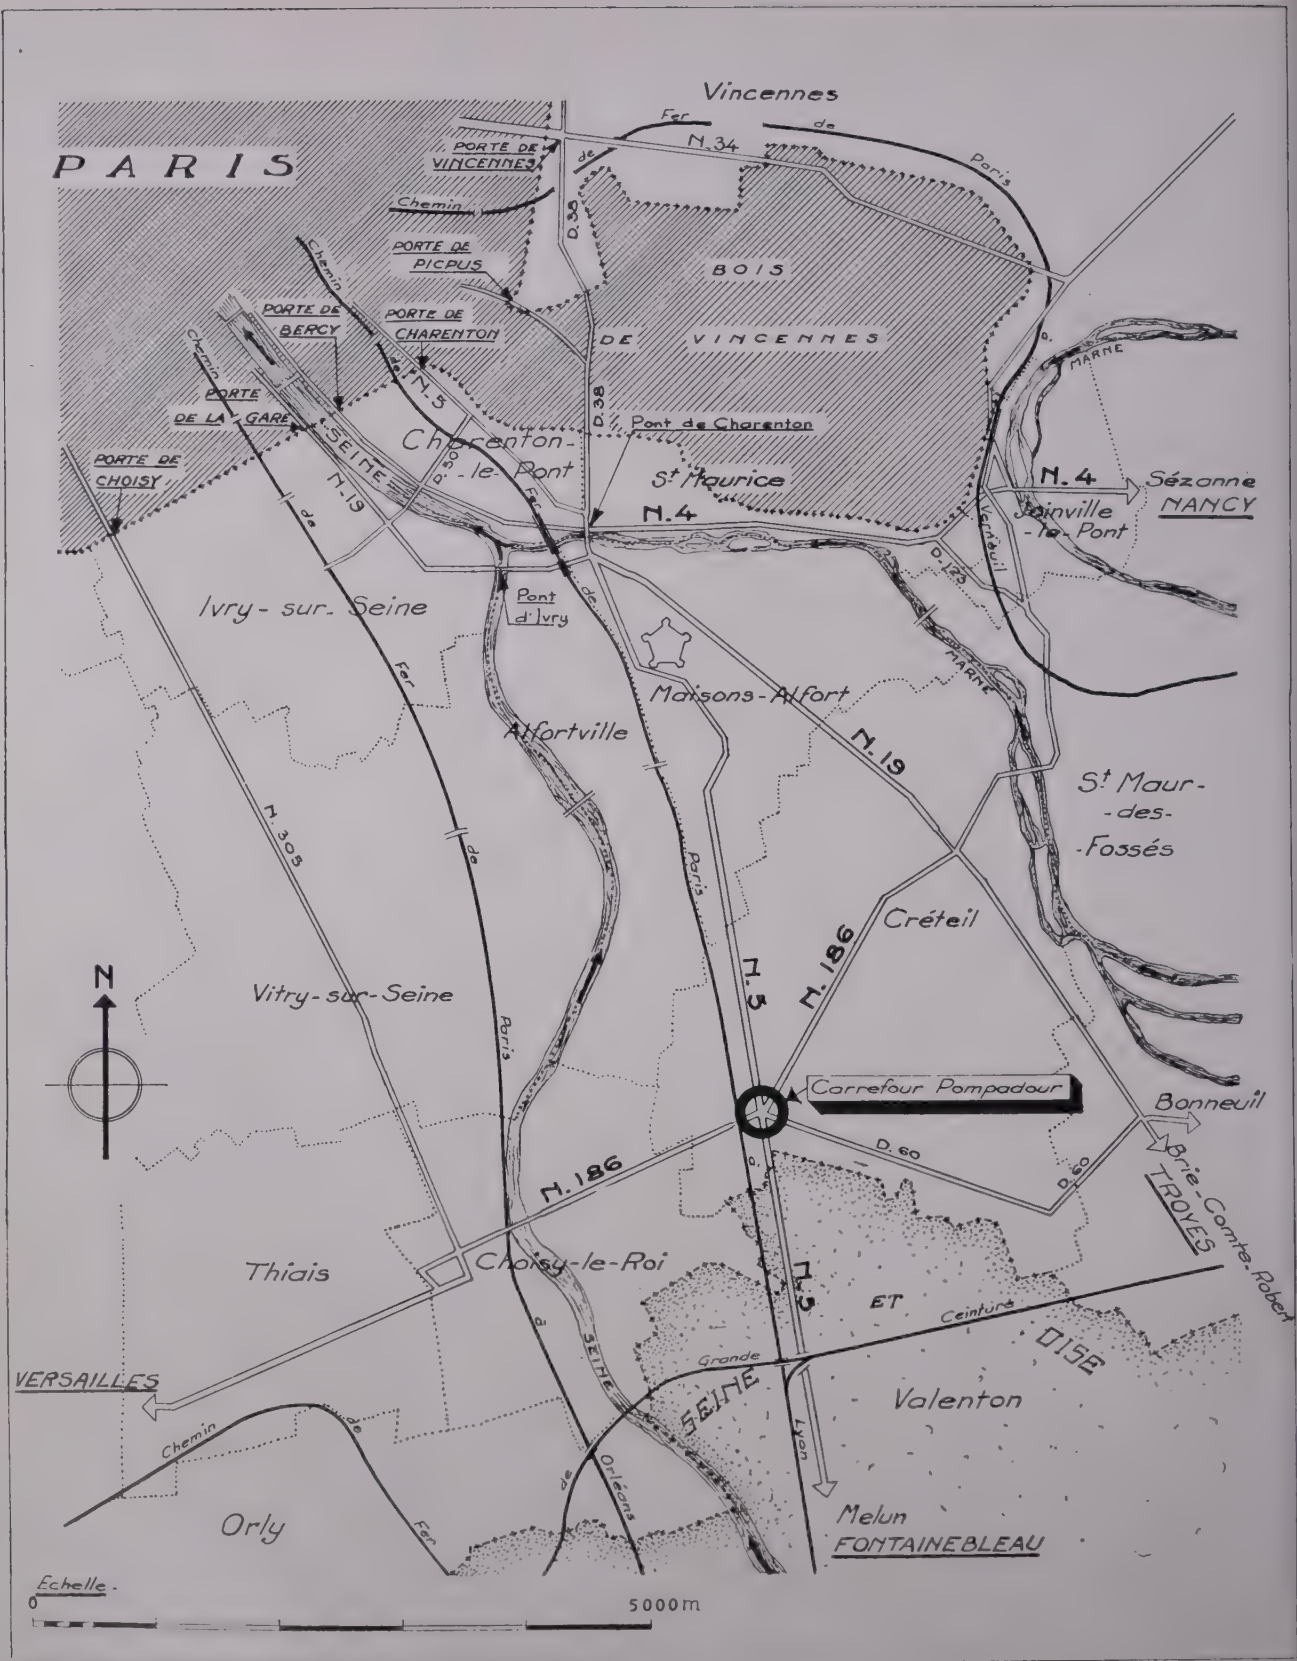 Vincennes
Fer
de
PORTE DE
VINCENNES
N.34
de
Paris
PARIS
Chemin
D.38
Chemin
PORTE DE
PICPUS
BOIS
PORTE DE
BERCY
PORTE DE
CHARENTON
DE VINCENNES
à
MARNE
Chemin
de
N.5
D.38
PORTE
DE LA GARE
SEINE
Charenton-
-le-Pont
D.50
Pont de Charenton
PORTE DE
CHOISY
N.19
Fer
St Maurice
N.4
N.4
Sézanne
NANCY
Joinville
-le-Pont
Verneuil
D.123
de
Ivry-sur-Seine
Pont
d'Ivry
de
Fer
MARNE
Maisons-Alfort
Alfortville
N.19
St Maur-
-des-
-Fossés
N.305
de
Paris
Créteil
N.186
N
Vitry-sur-Seine
N.5
Paris
Carrefour Pompadour
Bonneuil
D.60
D.60
Brie-Comte-Robert
TROYES
N.186
à
Thiais
Choisy-le-Roi
N.5
ET
Ceinture
OISE
à
SEINE
Grande
SEINE
VERSAILLES
Valenton
Chemin
de
Lyon
de
Orléans
Orly
Fer
Melun
FONTAINEBLEAU
Echelle.
0
5000m